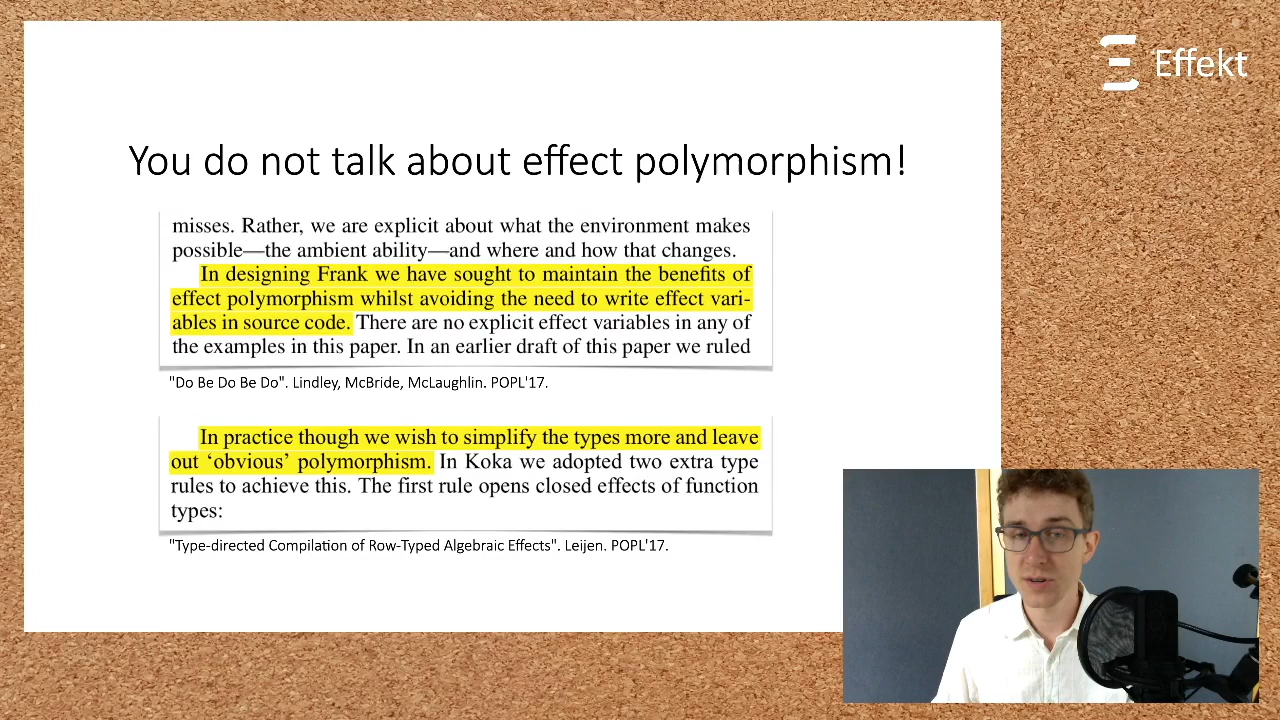 Effekt
You do not talk about effect polymorphism!
misses. Rather, we are explicit about what the environment makes
possible—the ambient ability—and where and how that changes.
In designing Frank we have sought to maintain the benefits of
effect polymorphism whilst avoiding the need to write effect vari-
ables in source code. There are no explicit effect variables in any of
the examples in this paper. In an earlier draft of this paper we ruled
"Do Be Do Be Do". Lindley, McBride, McLaughlin. POPL'17.
In practice though we wish to simplify the types more and leave
out ‘obvious’ polymorphism. In Koka we adopted two extra type
rules to achieve this. The first rule opens closed effects of function
types:
"Type-directed Compilation of Row-Typed Algebraic Effects". Leijen. POPL'17.